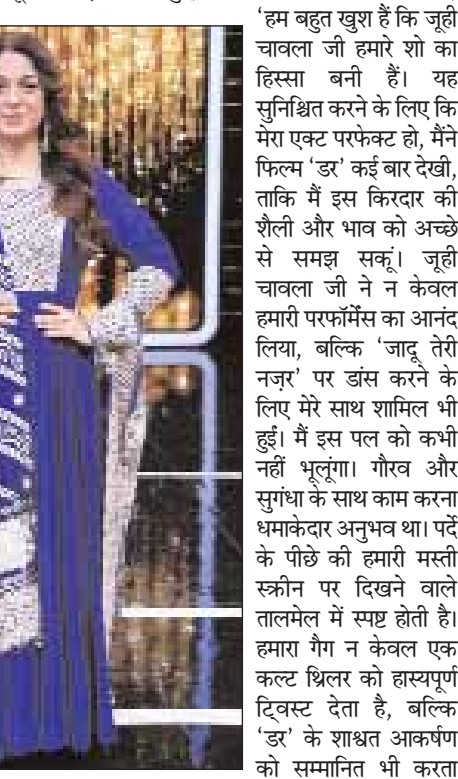 'हम बहुत खुश हैं कि जूही
चावला जी हमारे शो का
हिस्सा बनी हैं। यह
सुनिश्चित करने के लिए कि
मेरा एक्ट परफेक्ट हो, मैंने
फिल्म 'डर' कई बार देखी,
ताकि मैं इस किरदार की
शैली और भाव को अच्छे
से समझ सकूं। जूही
चावला जी ने न केवल
हमारी परफॉर्मेंस का आनंद
लिया, बल्कि 'जादू तेरी
नज़र' पर डांस करने के
लिए मेरे साथ शामिल भी
हुईं। मैं इस पल को कभी
नहीं भूलूंगा। गौरव और
सुगंधा के साथ काम करना
धमाकेदार अनुभव था। पर्दे
के पीछे की हमारी मस्ती
स्क्रीन पर दिखने वाले
तालमेल में स्पष्ट होती है।
हमारा गैग न केवल एक
कल्ट थ्रिलर को हास्यपूर्ण
ट्विस्ट देता है, बल्कि
'डर' के शाश्वत आकर्षण
को सम्मानित भी करता